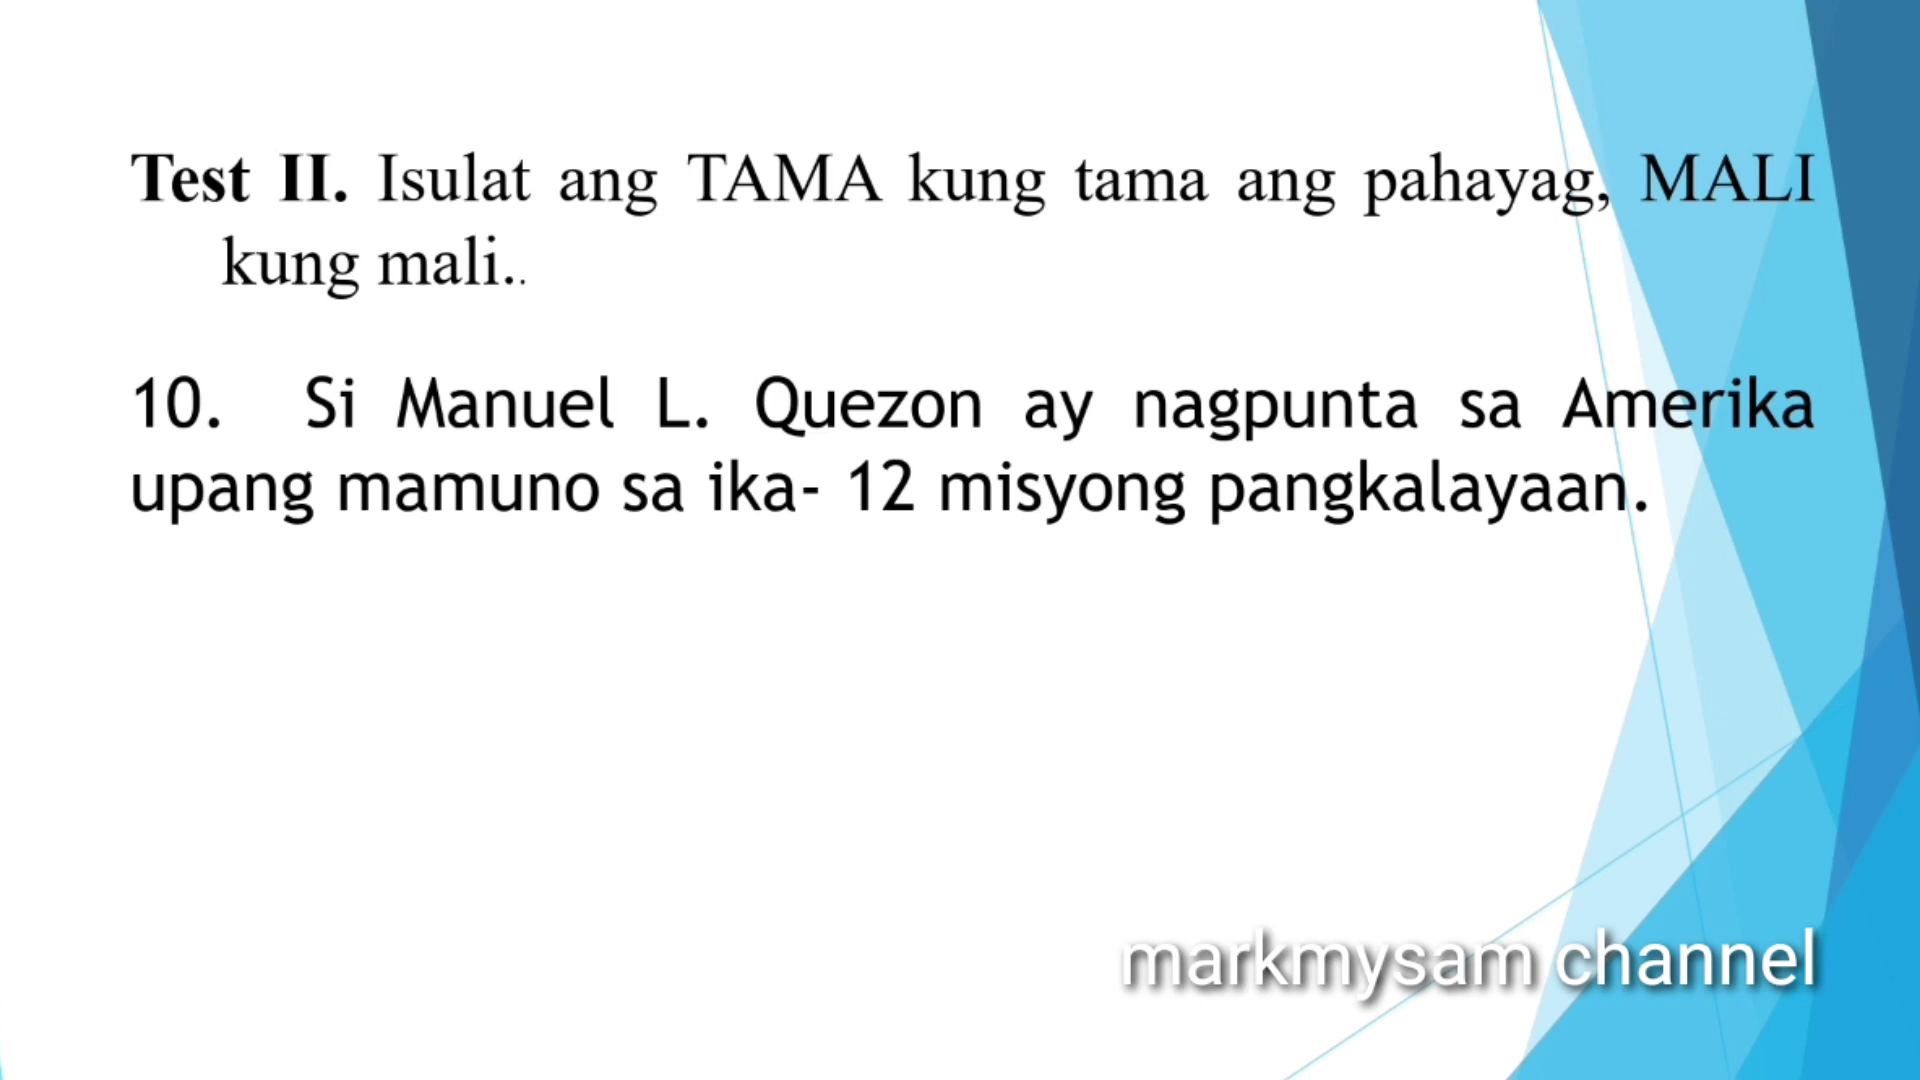 Test II. Isulat ang TAMA kung tama ang pahayag, MALI
kung mali..
10. Si Manuel L. Quezon ay nagpunta sa Amerika
upang mamuno sa ika- 12 misyong pangkalayaan.
markmysam channel